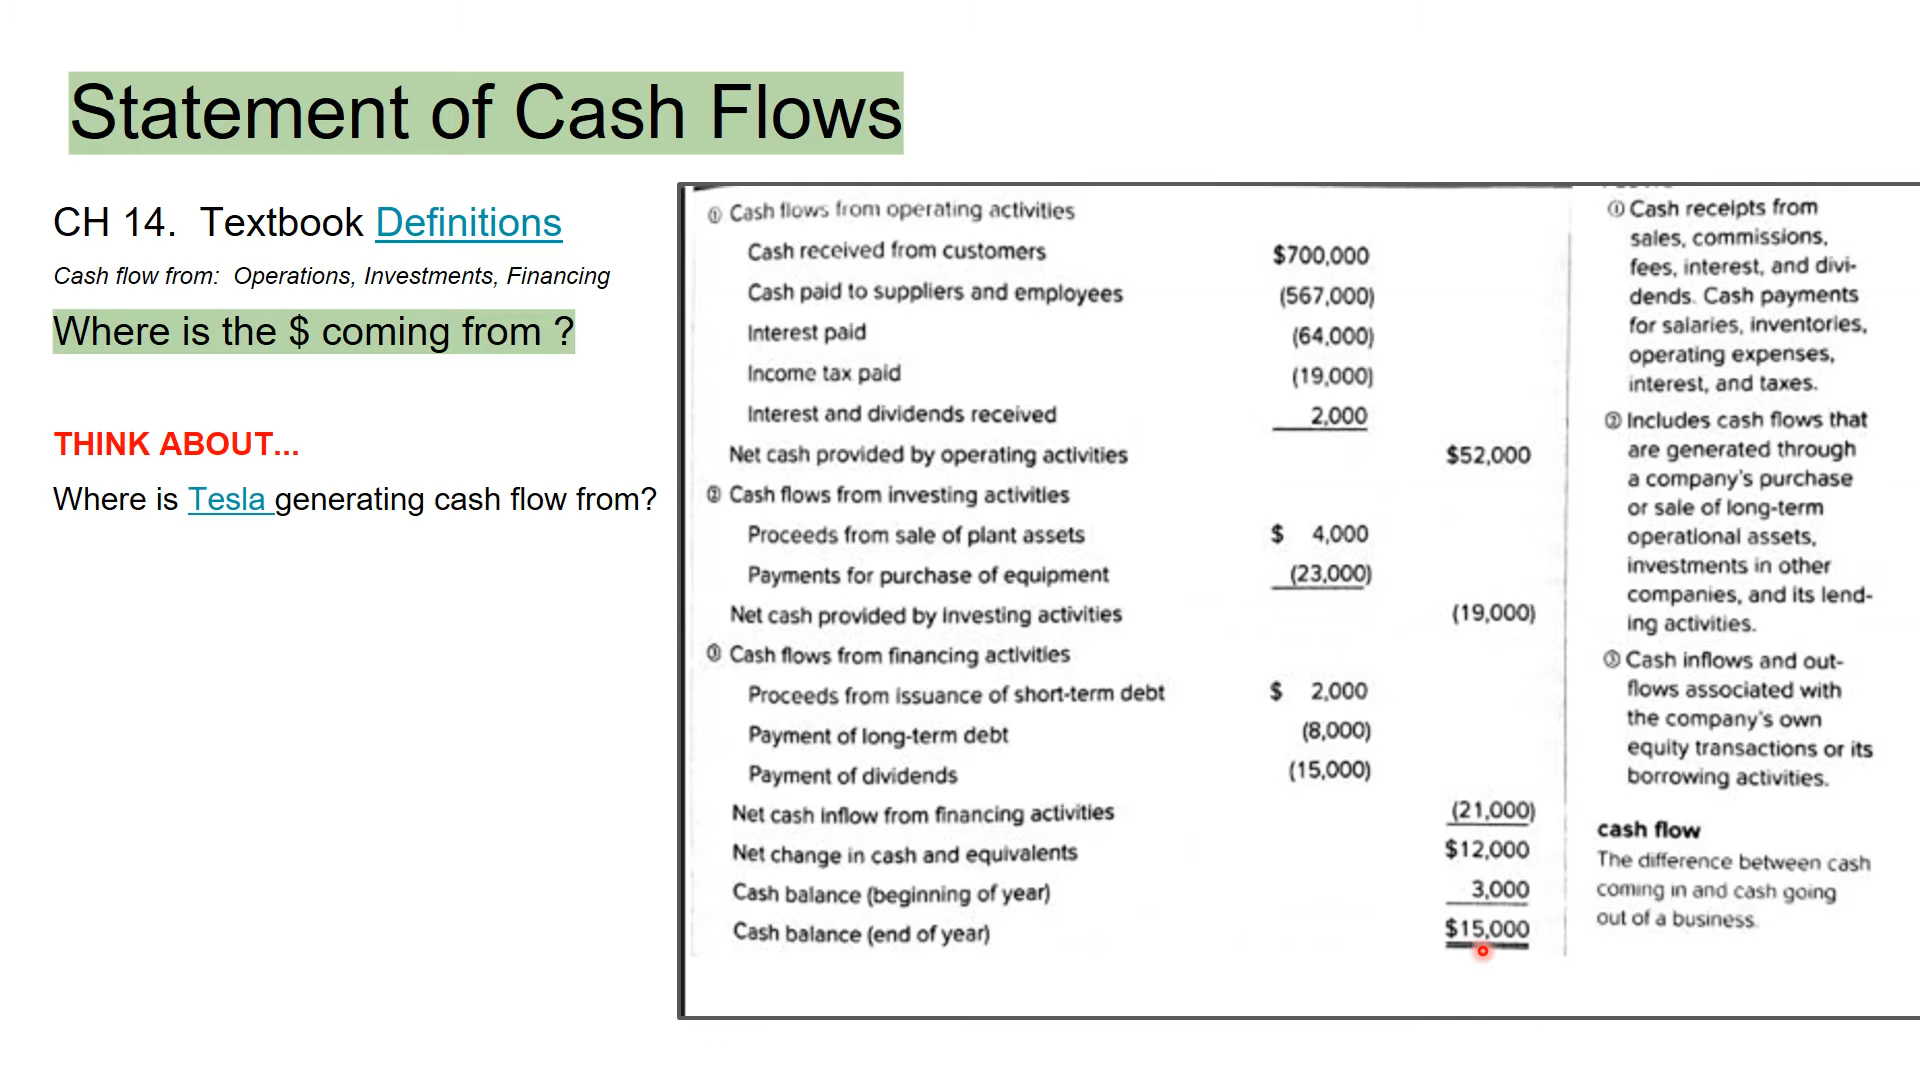 Statement of Cash Flows
CH 14. Textbook Definitions
Cash flow from: Operations, Investments, Financing
Where is the $ coming from ?
THINK ABOUT...
Where is Tesla generating cash flow from?
① Cash flows from operating activities
Cash received from customers $700,000
Cash paid to suppliers and employees (567,000)
Interest paid (64,000)
Income tax paid (19,000)
Interest and dividends received 2,000
Net cash provided by operating activities $52,000
② Cash flows from investing activities
Proceeds from sale of plant assets $ 4,000
Payments for purchase of equipment (23,000)
Net cash provided by investing activities (19,000)
③ Cash flows from financing activities
Proceeds from issuance of short-term debt $ 2,000
Payment of long-term debt (8,000)
Payment of dividends (15,000)
Net cash inflow from financing activities (21,000)
Net change in cash and equivalents $12,000
Cash balance (beginning of year) 3,000
Cash balance (end of year) $15,000
① Cash receipts from
sales, commissions,
fees, interest, and divi-
dends. Cash payments
for salaries, inventories,
operating expenses,
interest, and taxes.
② Includes cash flows that
are generated through
a company's purchase
or sale of long-term
operational assets,
investments in other
companies, and its lend-
ing activities.
③ Cash inflows and out-
flows associated with
the company's own
equity transactions or its
borrowing activities.
cash flow
The difference between cash
coming in and cash going
out of a business.